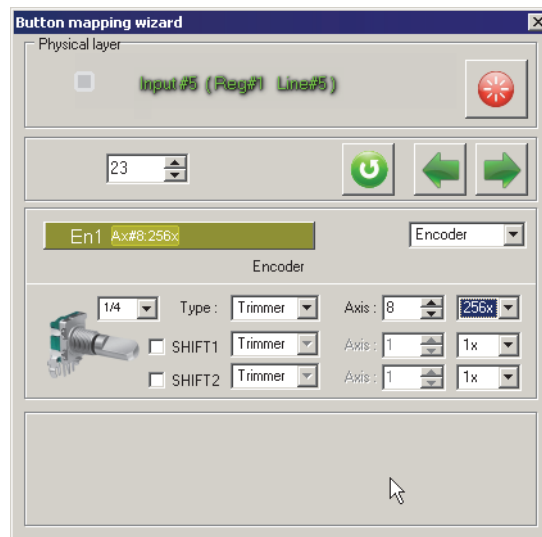 Button mapping wizard
Physical layer
Input #5 (Reg#1 Line#5)
23
En1 Ax#8:256x
Encoder
Encoder
1/4 Type : Trimmer Axis : 8 256x
SHIFT1 Trimmer Axis : 1 1x
SHIFT2 Trimmer Axis : 1 1x